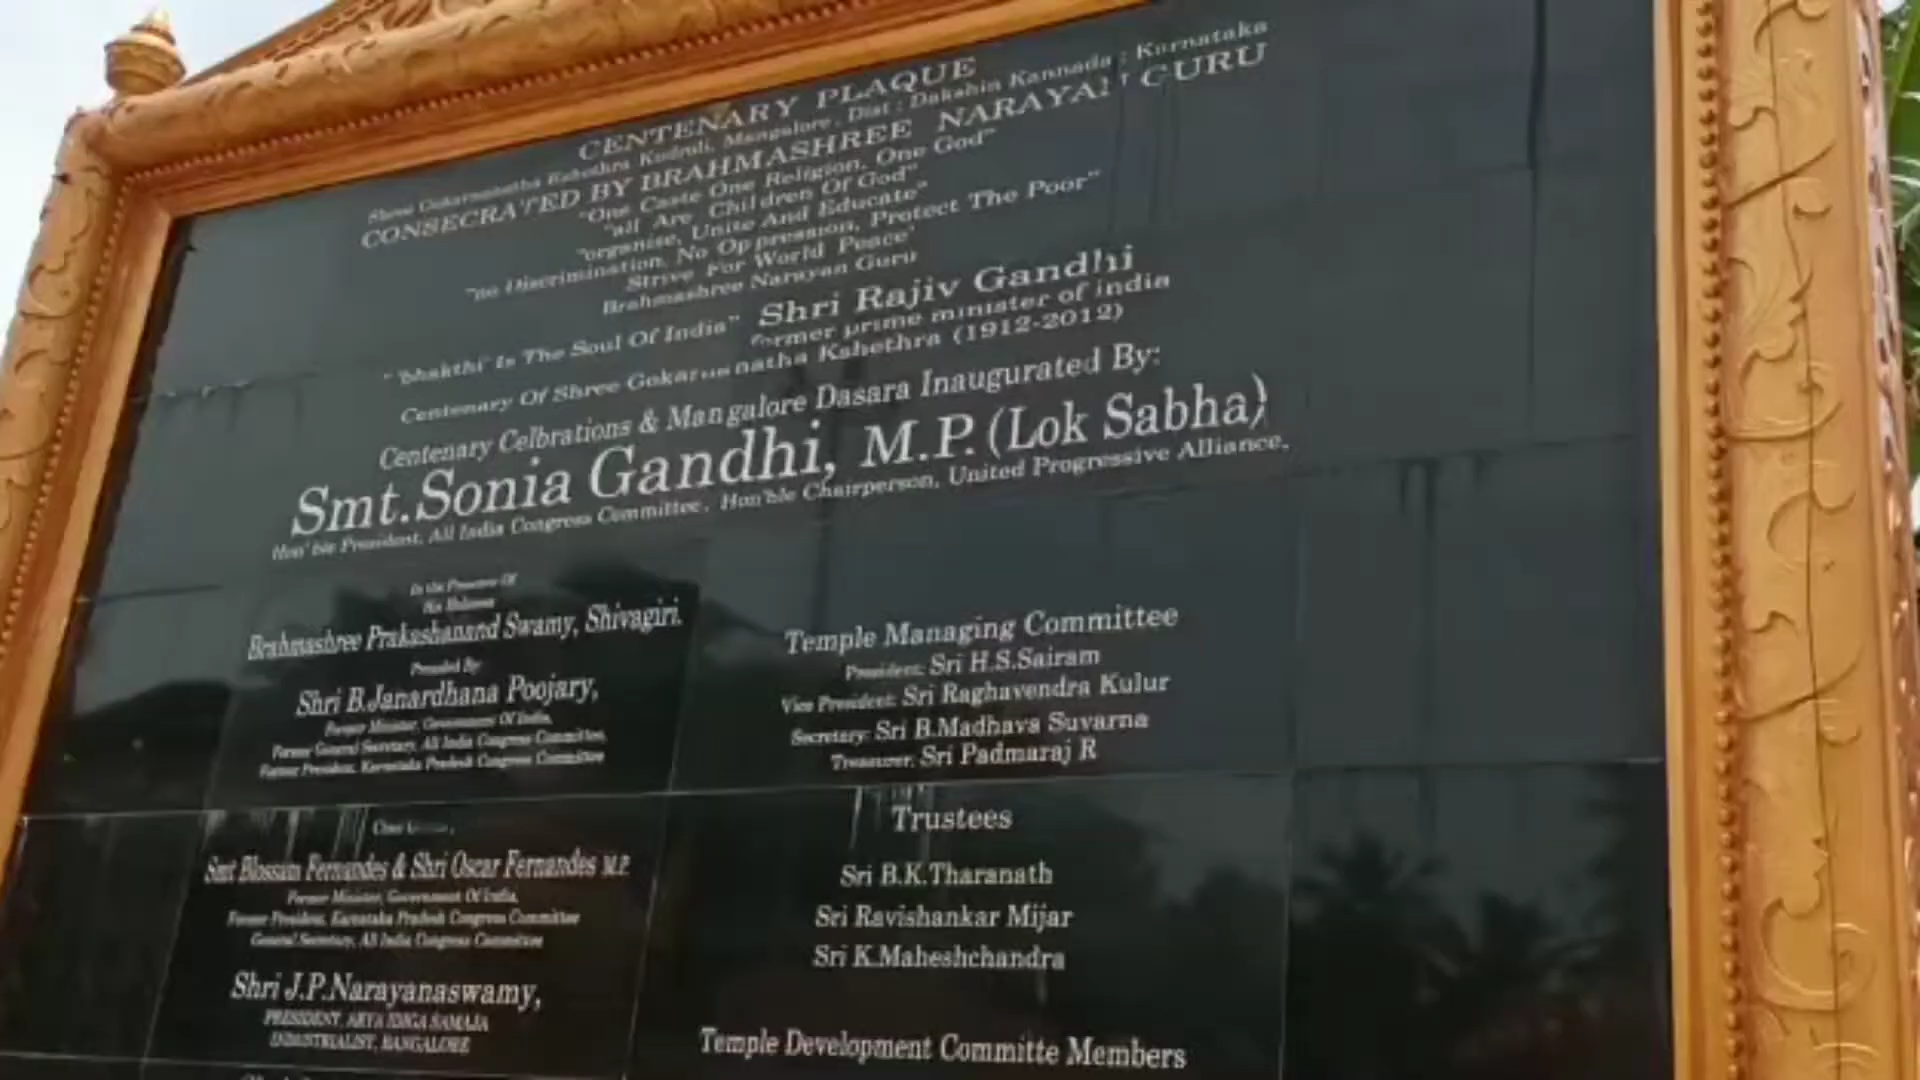 CENTENARY PLAQUE
Shree Gokarnanatha Kshethra Kudroli, Mangalore. Dist : Dakshin Kannada : Karnataka
CONSECRATED BY BRAHMASHREE NARAYAN GURU
"One Caste One Religion, One God"
"all Are Children Of God"
"organise, Unite And Educate"
"no Discrimination, No Oppression, Protect The Poor"
Strive For World Peace'
Brahmashree Narayan Guru
"'bhakthi' Is The Soul Of India" Shri Rajiv Gandhi
former prime minister of india
Centenary Of Shree Gokarnanatha Kshethra (1912-2012)
Centenary Celbrations & Mangalore Dasara Inaugurated By:
Smt.Sonia Gandhi, M.P.(Lok Sabha)
Hon'ble President, All India Congress Committee, Hon'ble Chairperson, United Progressive Alliance.
In the Presence Of
His Holiness
Brahmashree Prakashanand Swamy, Shivagiri.
Presided By
Shri B.Janardhana Poojary,
Former Minister, Government Of India,
Former General Secretary, All India Congress Committee,
Former President, Karnataka Pradesh Congress Committee
Smt Blossam Fernandes & Shri Oscar Fernandes M.P.
Former Minister, Government Of India,
Former President, Karnataka Pradesh Congress Committee
General Secretary, All India Congress Committee
Shri J.P.Narayanaswamy,
PRESIDENT, ARYA IDIGA SAMAJA
INDUSTRIALIST, BANGALORE
Temple Managing Committee
President: Sri H.S.Sairam
Vice President: Sri Raghavendra Kulur
Secretary: Sri B.Madhava Suvarna
Treasurer: Sri Padmaraj R
Trustees
Sri B.K.Tharanath
Sri Ravishankar Mijar
Sri K.Maheshchandra
Temple Development Committe Members